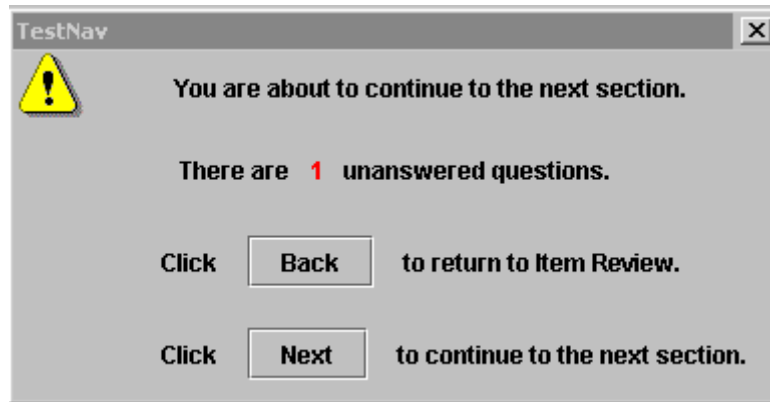 TestNav
You are about to continue to the next section.
There are 1 unanswered questions.
Click Back to return to Item Review.
Click Next to continue to the next section.